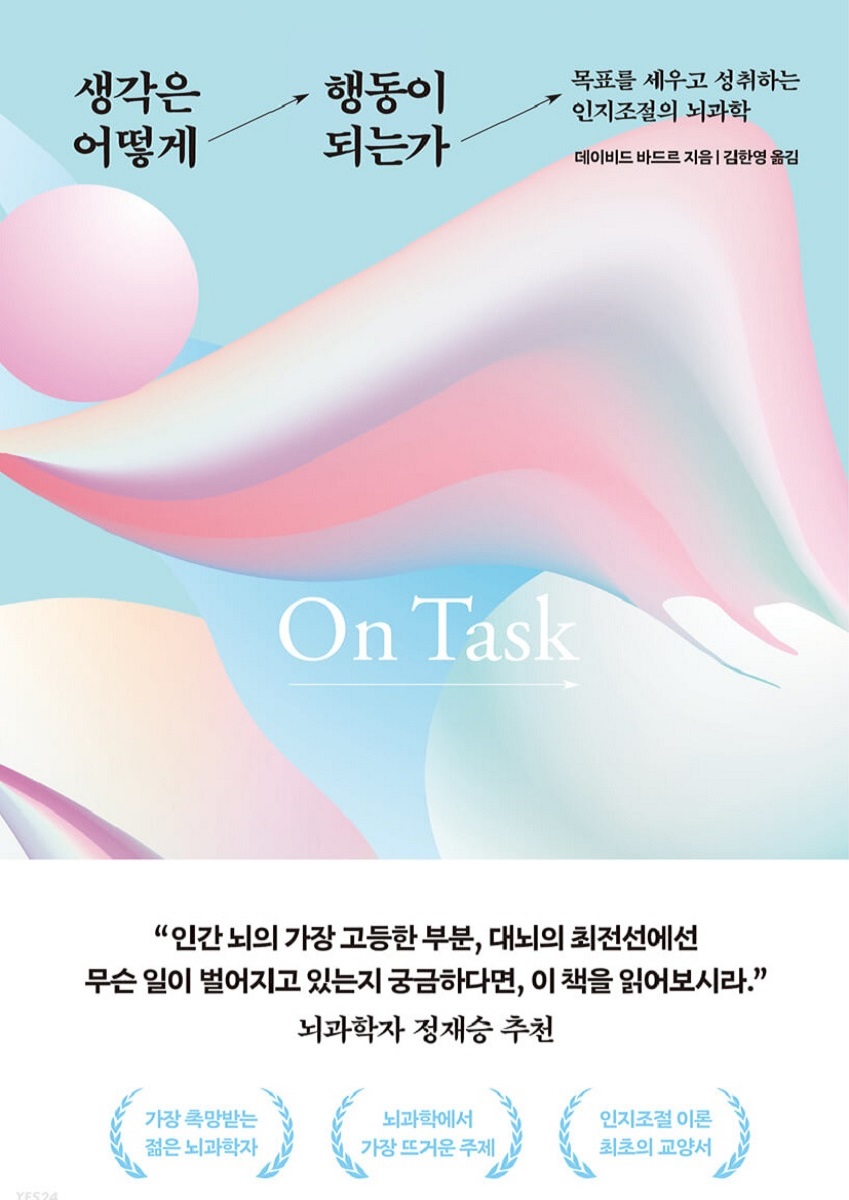 생각은
어떻게
행동이
되는가
목표를 세우고 성취하는
인지조절의 뇌과학
데이비드 바드르 지음 | 김한영 옮김
On Task
“인간 뇌의 가장 고등한 부분, 대뇌의 최전선에선
무슨 일이 벌어지고 있는지 궁금하다면, 이 책을 읽어보시라.”
뇌과학자 정재승 추천
가장 촉망받는
젊은 뇌과학자
뇌과학에서
가장 뜨거운 주제
인지조절 이론
최초의 교양서
YES24